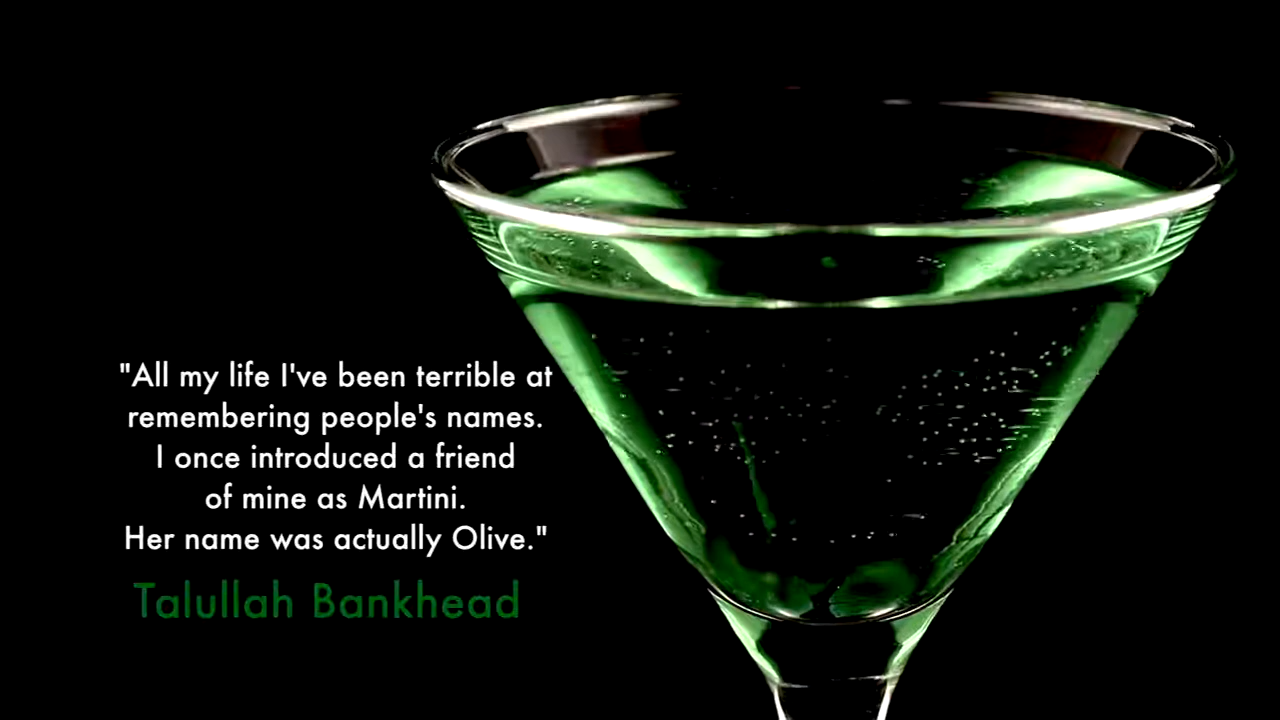 "All my life I've been terrible at
remembering people's names.
I once introduced a friend
of mine as Martini.
Her name was actually Olive."
Talullah Bankhead